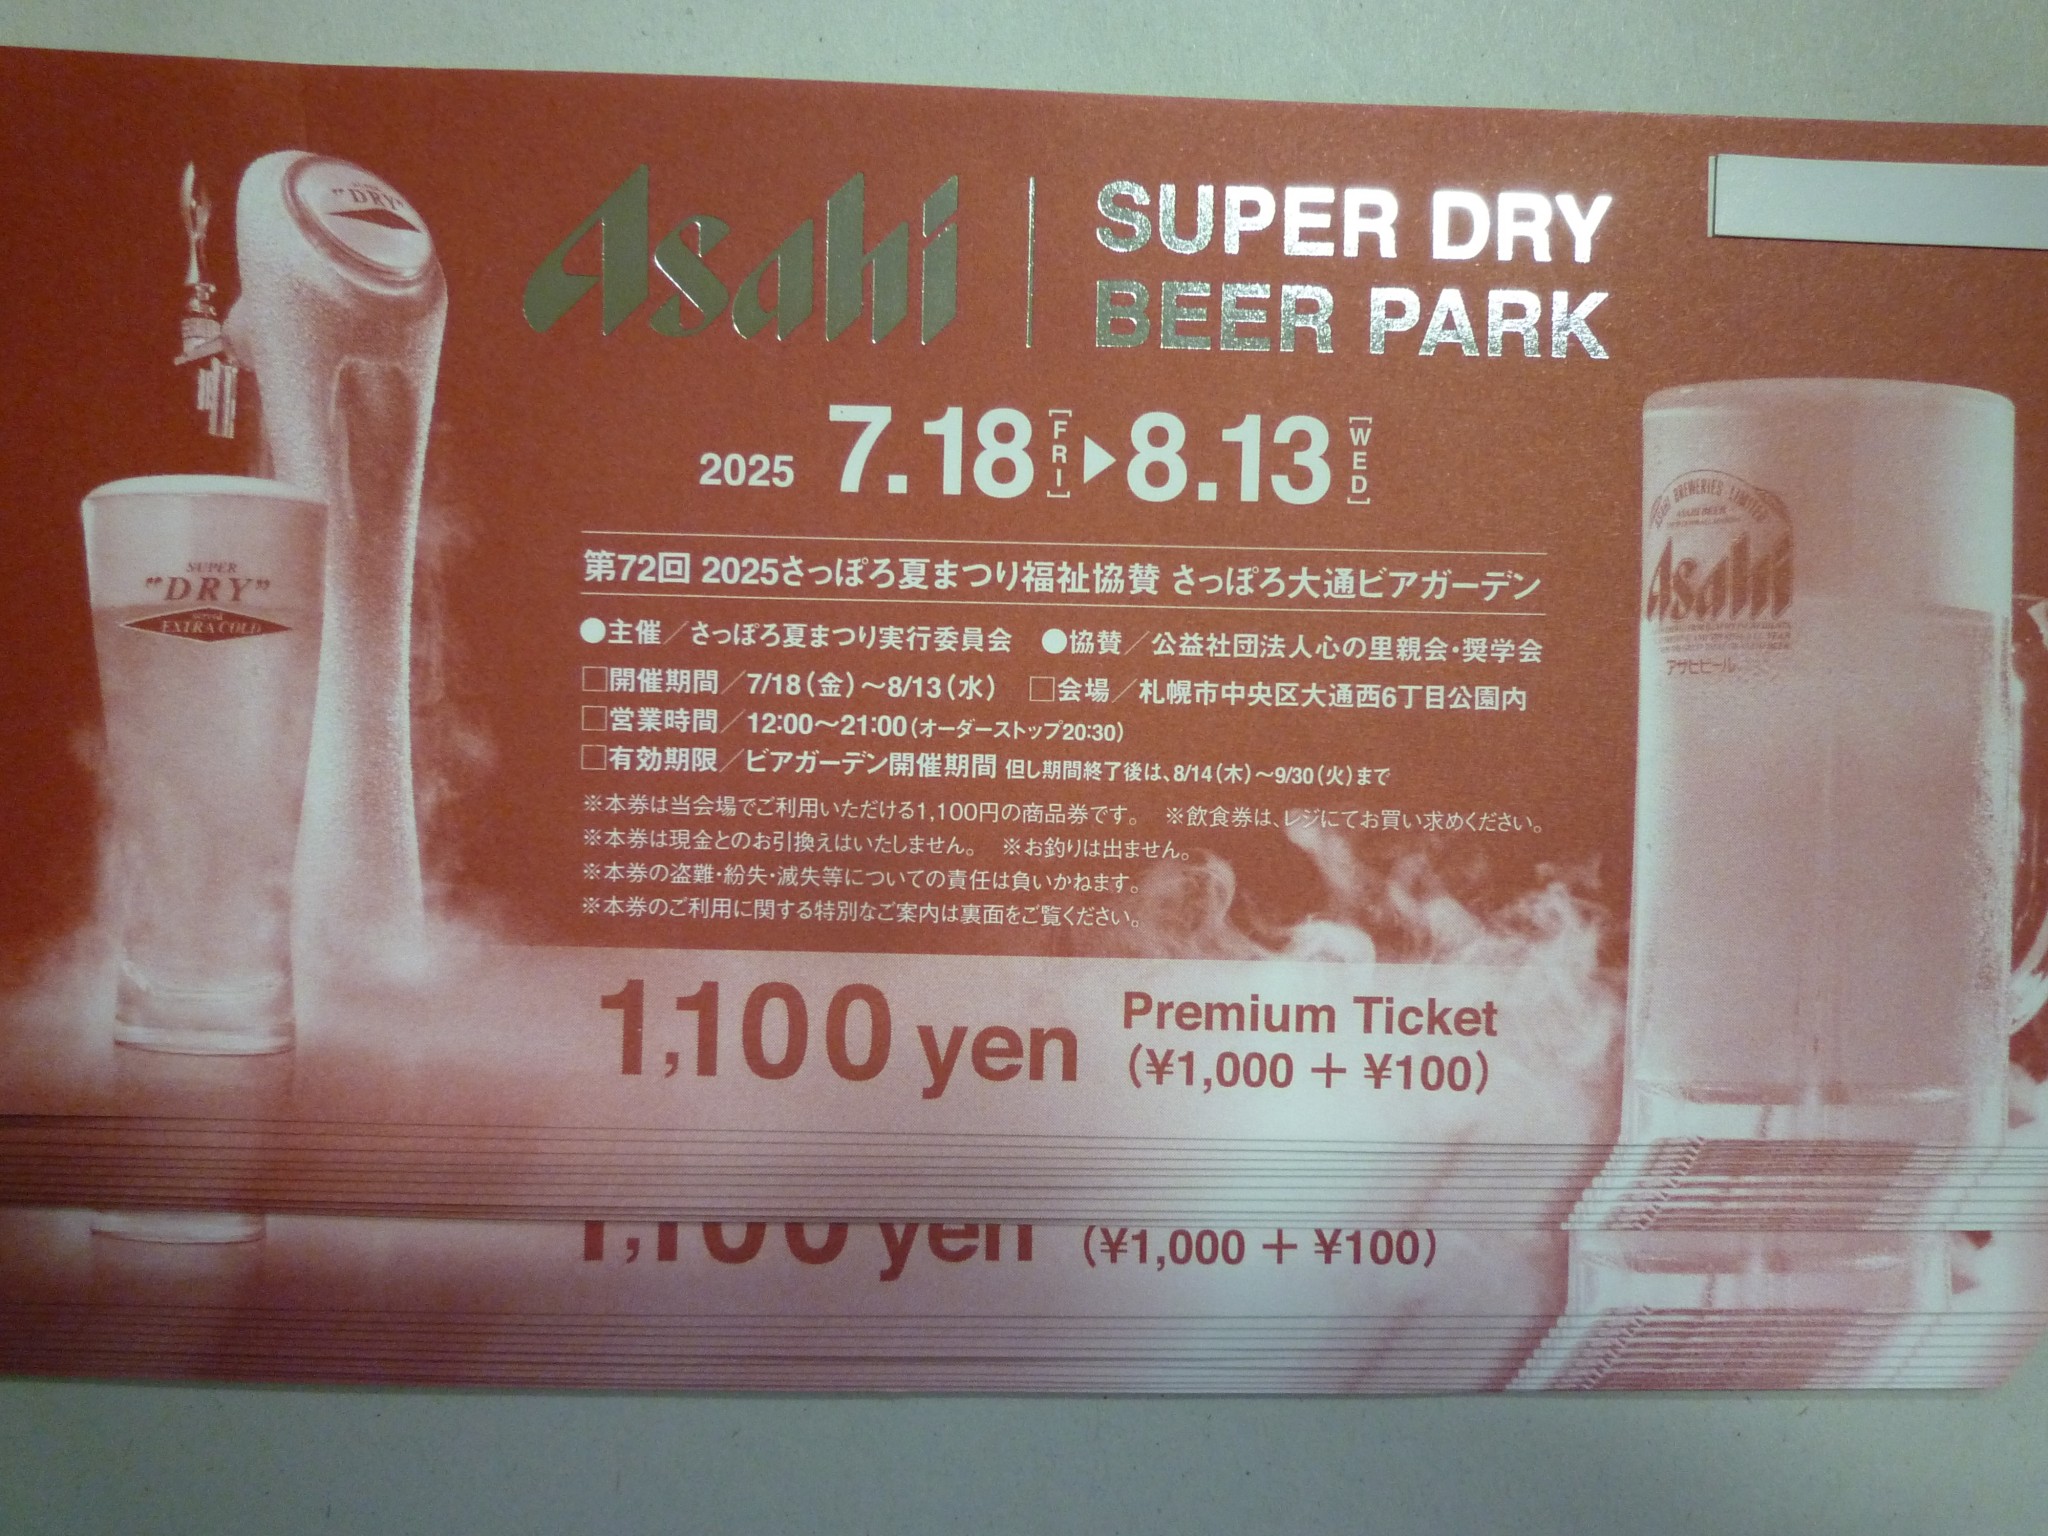 Asahi
SUPER DRY
BEER PARK
2025 7.18 [FRI] ▶ 8.13 [WED]
第72回 2025さっぽろ夏まつり福祉協賛 さっぽろ大通ビアガーデン
●主催／さっぽろ夏まつり実行委員会 ●協賛／公益社団法人心の里親会・奨学会
□開催期間／7/18（金）～8/13（水） □会場／札幌市中央区大通西6丁目公園内
□営業時間／12:00～21:00（オーダーストップ20:30）
□有効期限／ビアガーデン開催期間 但し期間終了後は、8/14（木）～9/30（火）まで
※本券は当会場でご利用いただける1,100円の商品券です。 ※飲食券は、レジにてお買い求めください。
※本券は現金とのお引換えはいたしません。 ※お釣りは出ません。
※本券の盗難・紛失・滅失等についての責任は負いかねます。
※本券のご利用に関する特別なご案内は裏面をご覧ください。
1,100 yen
Premium Ticket
(¥1,000 + ¥100)
1,100 yen (¥1,000 + ¥100)
"DRY"
SUPER
"DRY"
EXTRA COLD
BREWERIES LIMITED
ASAHI BEER
Asahi
アサヒビール